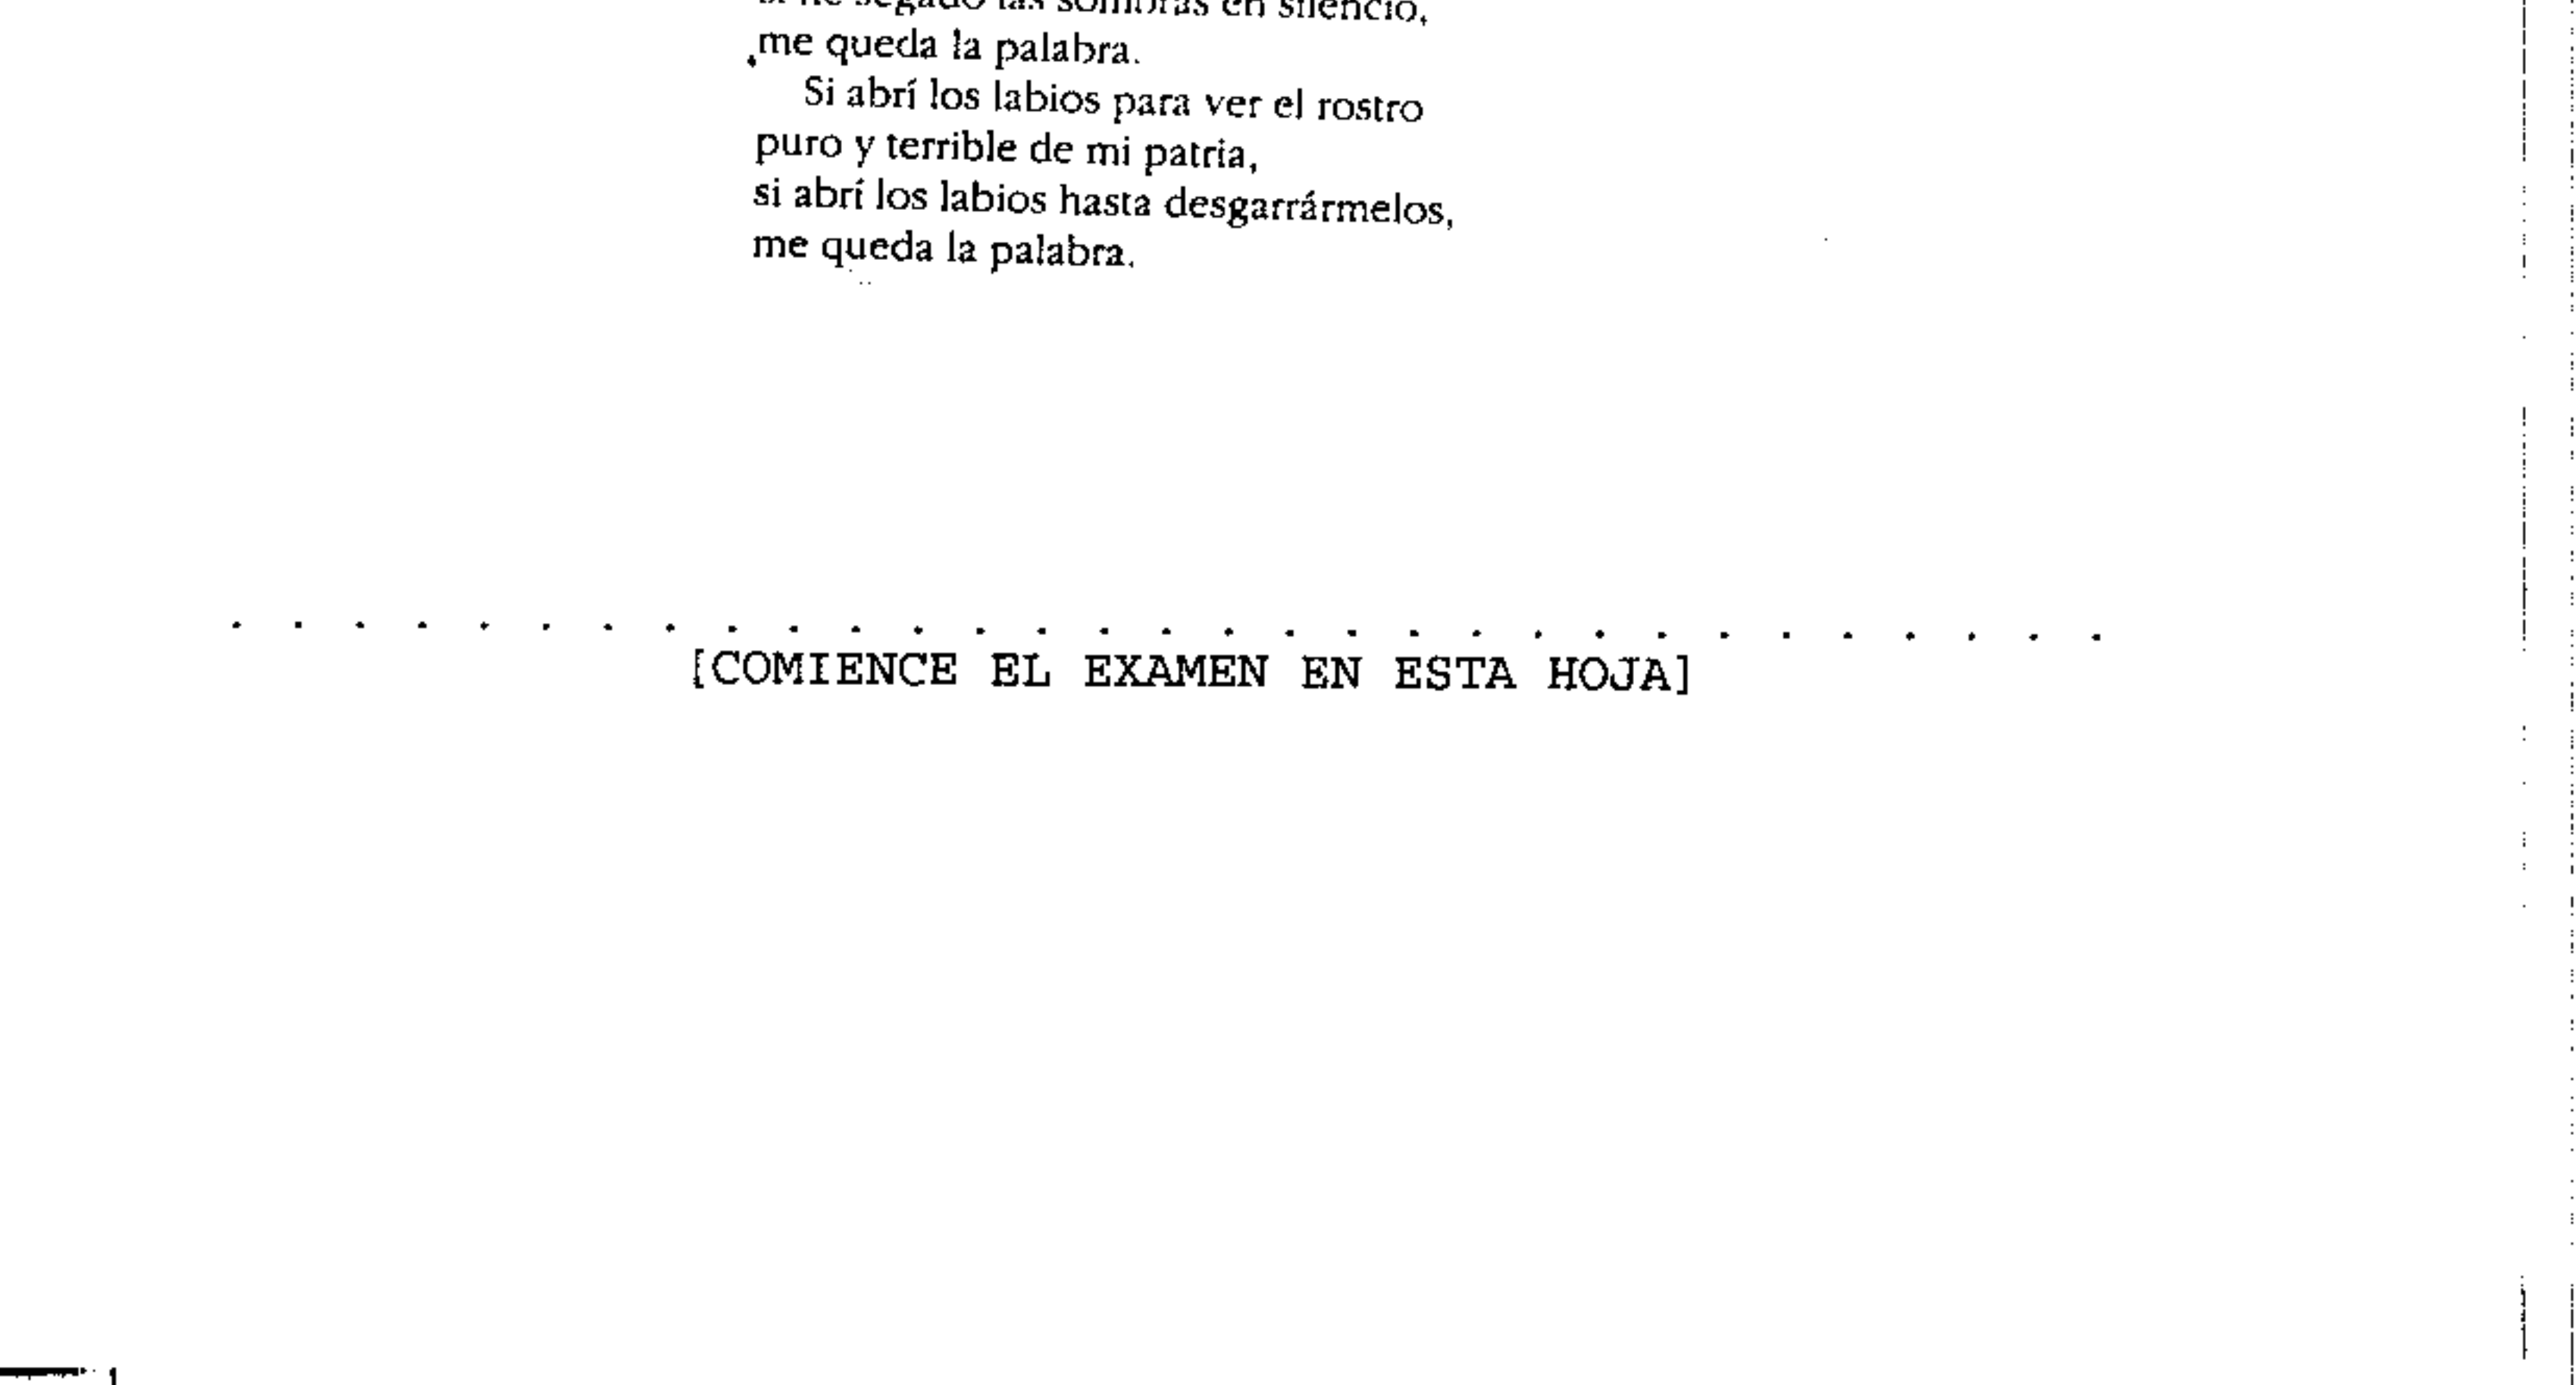 si he segado las sombras en silencio,
me queda la palabra.
Si abrí los labios para ver el rostro
puro y terrible de mi patria,
si abrí los labios hasta desgarrármelos,
me queda la palabra.
[COMIENCE EL EXAMEN EN ESTA HOJA]